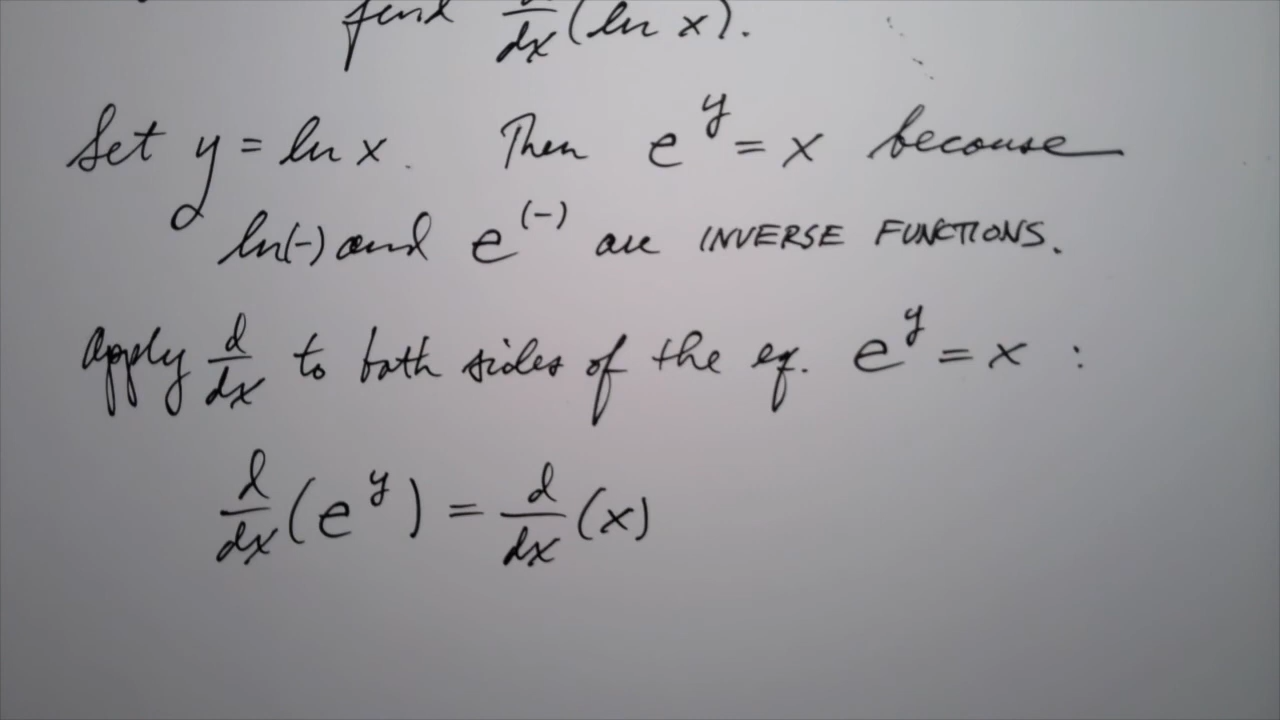 find d/dx (ln x).
Set y = ln x. Then e^y = x because
ln(-) and e^(-) are INVERSE FUNCTIONS.
Apply d/dx to both sides of the eq. e^y = x :
d/dx (e^y) = d/dx (x)